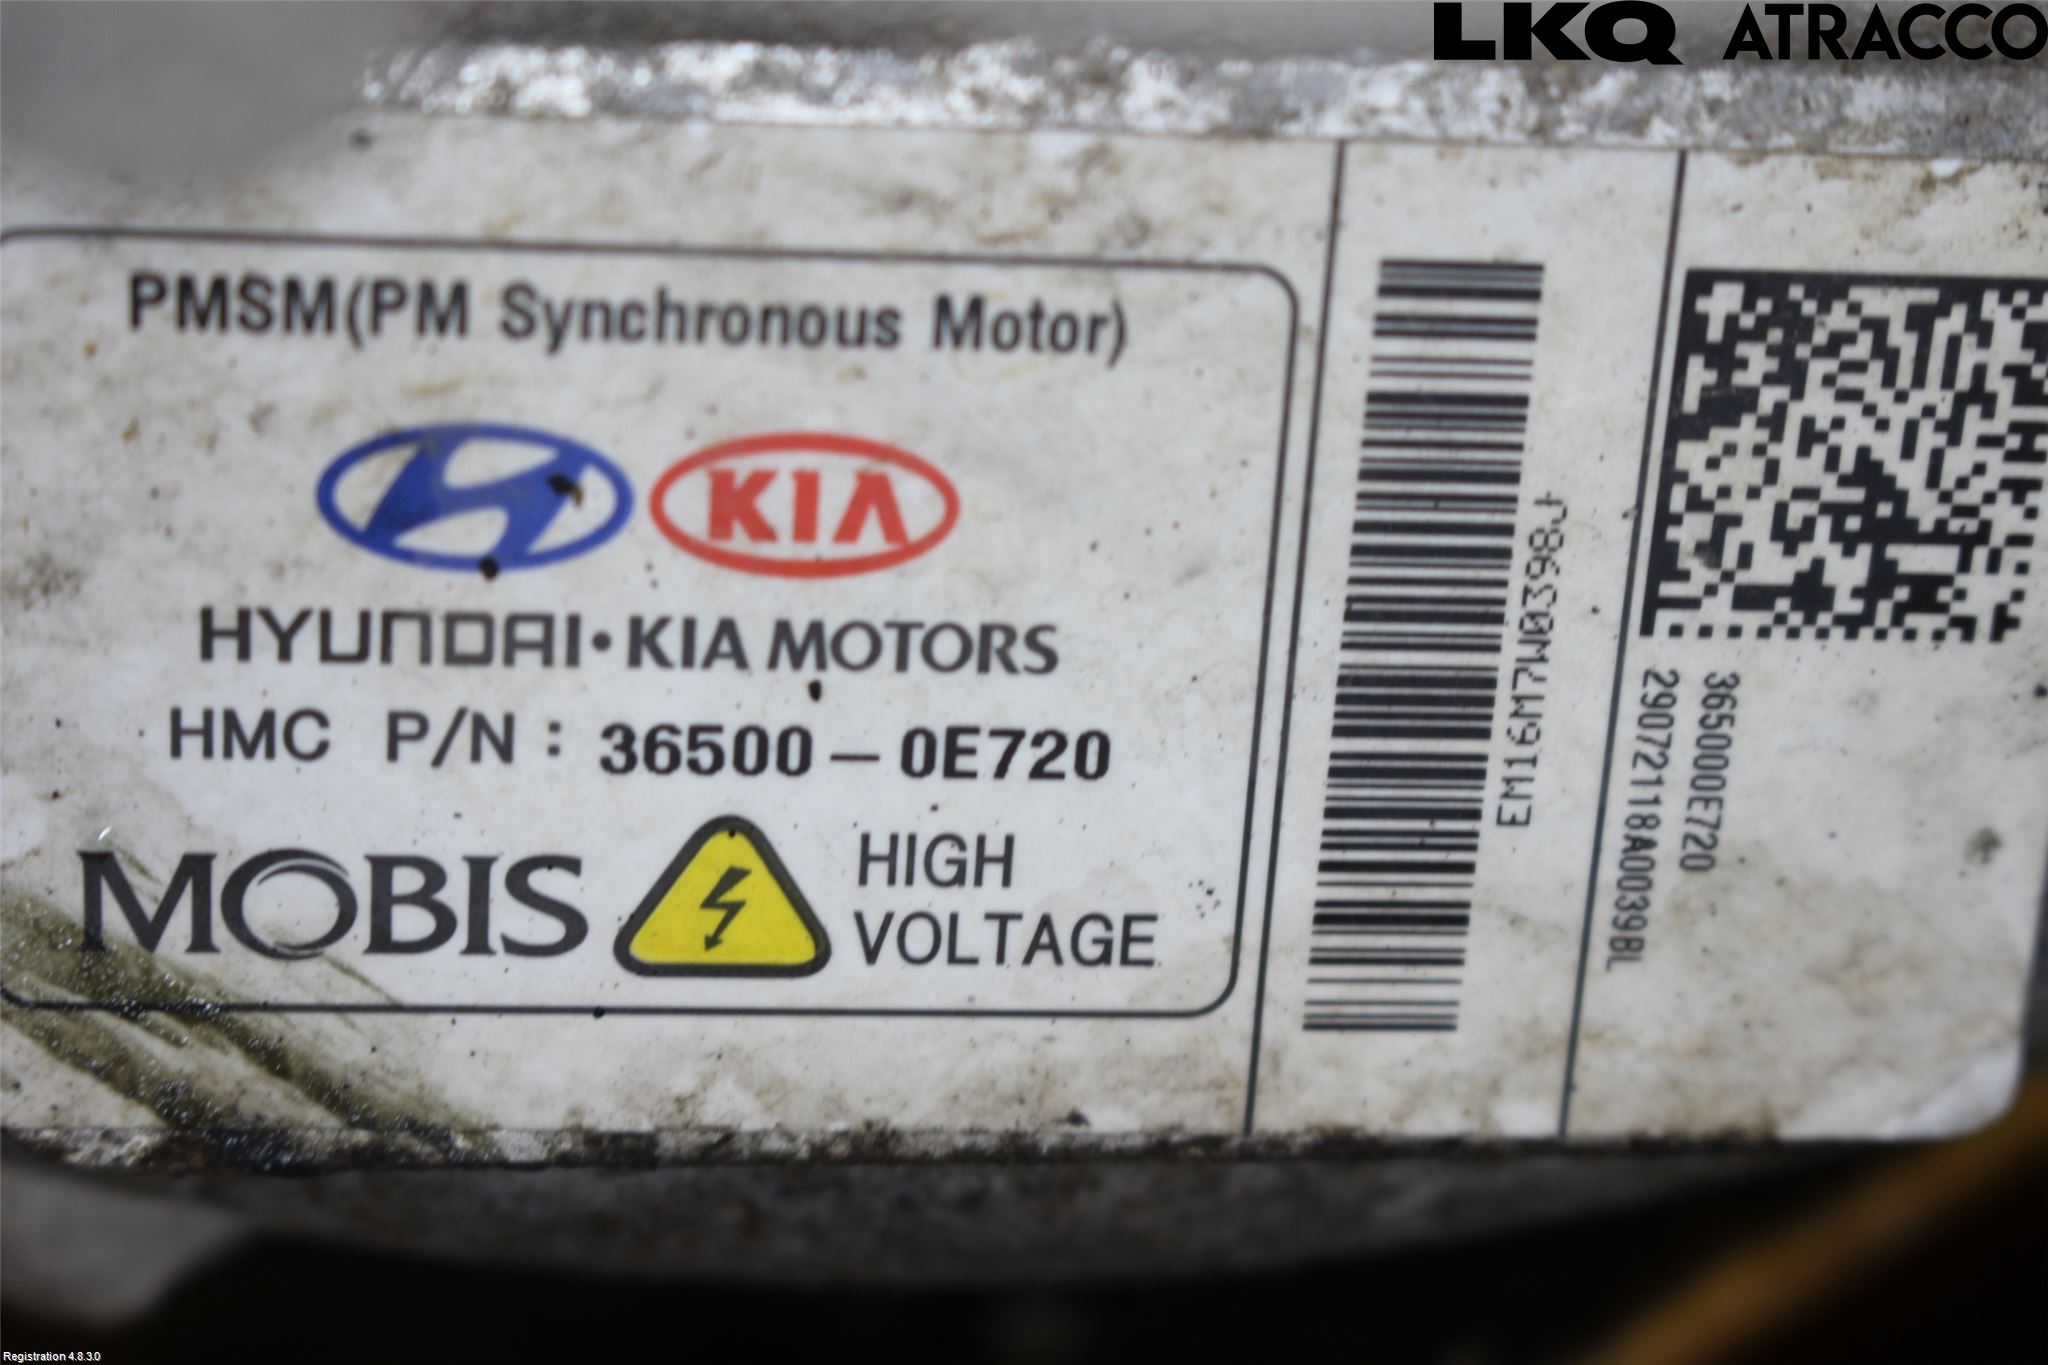 LKQ ATRACCO
PMSM(PM Synchronous Motor)
KIA
HYUNDAI·KIA MOTORS
HMC P/N : 36500-0E720
MOBIS
HIGH
VOLTAGE
EM16M7W0398J
365000E720
29072118A0039BL
Registration 4.8.3.0